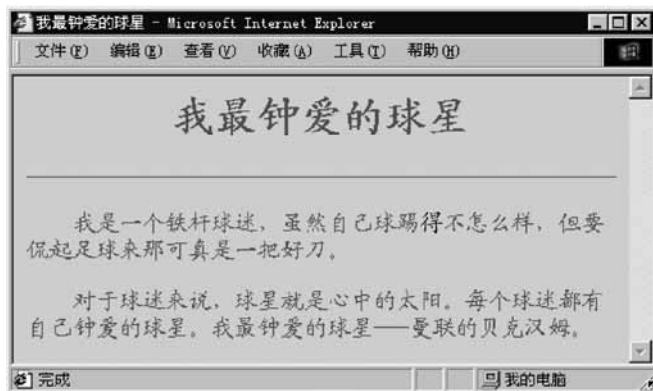 我最钟爱的球星 - Microsoft Internet Explorer
文件(F) 编辑(E) 查看(V) 收藏(A) 工具(T) 帮助(H)
我最钟爱的球星
我是一个铁杆球迷，虽然自己球踢得不怎么样，但要
侃起足球来那可真是一把好刀。
对于球迷来说，球星就是心中的太阳。每个球迷都有
自己钟爱的球星。我最钟爱的球星——曼联的贝克汉姆。
完成 我的电脑